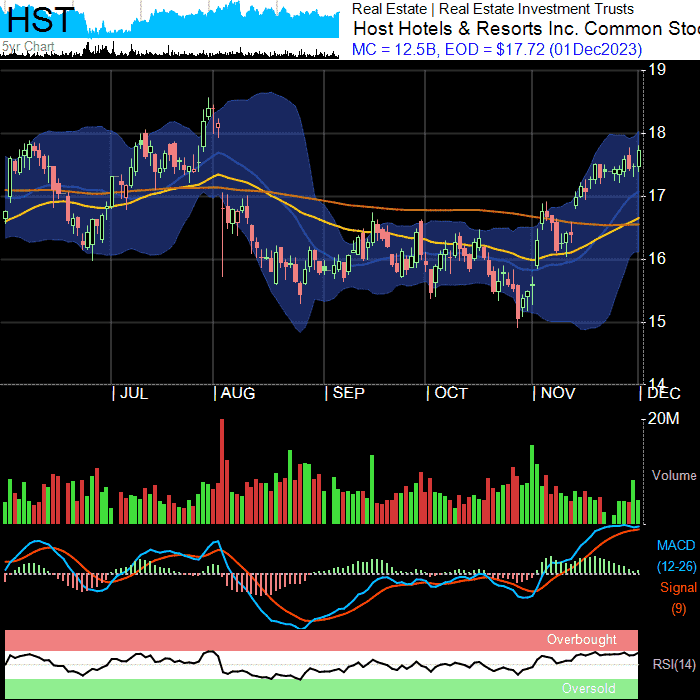 HST
5yr Chart
Real Estate | Real Estate Investment Trusts
Host Hotels & Resorts Inc. Common Stoc
MC = 12.5B, EOD = $17.72 (01Dec2023)
19
18
17
16
15
14
JUL
AUG
SEP
OCT
NOV
DEC
20M
Volume
MACD
(12-26)
Signal
(9)
Overbought
RSI(14)
Oversold